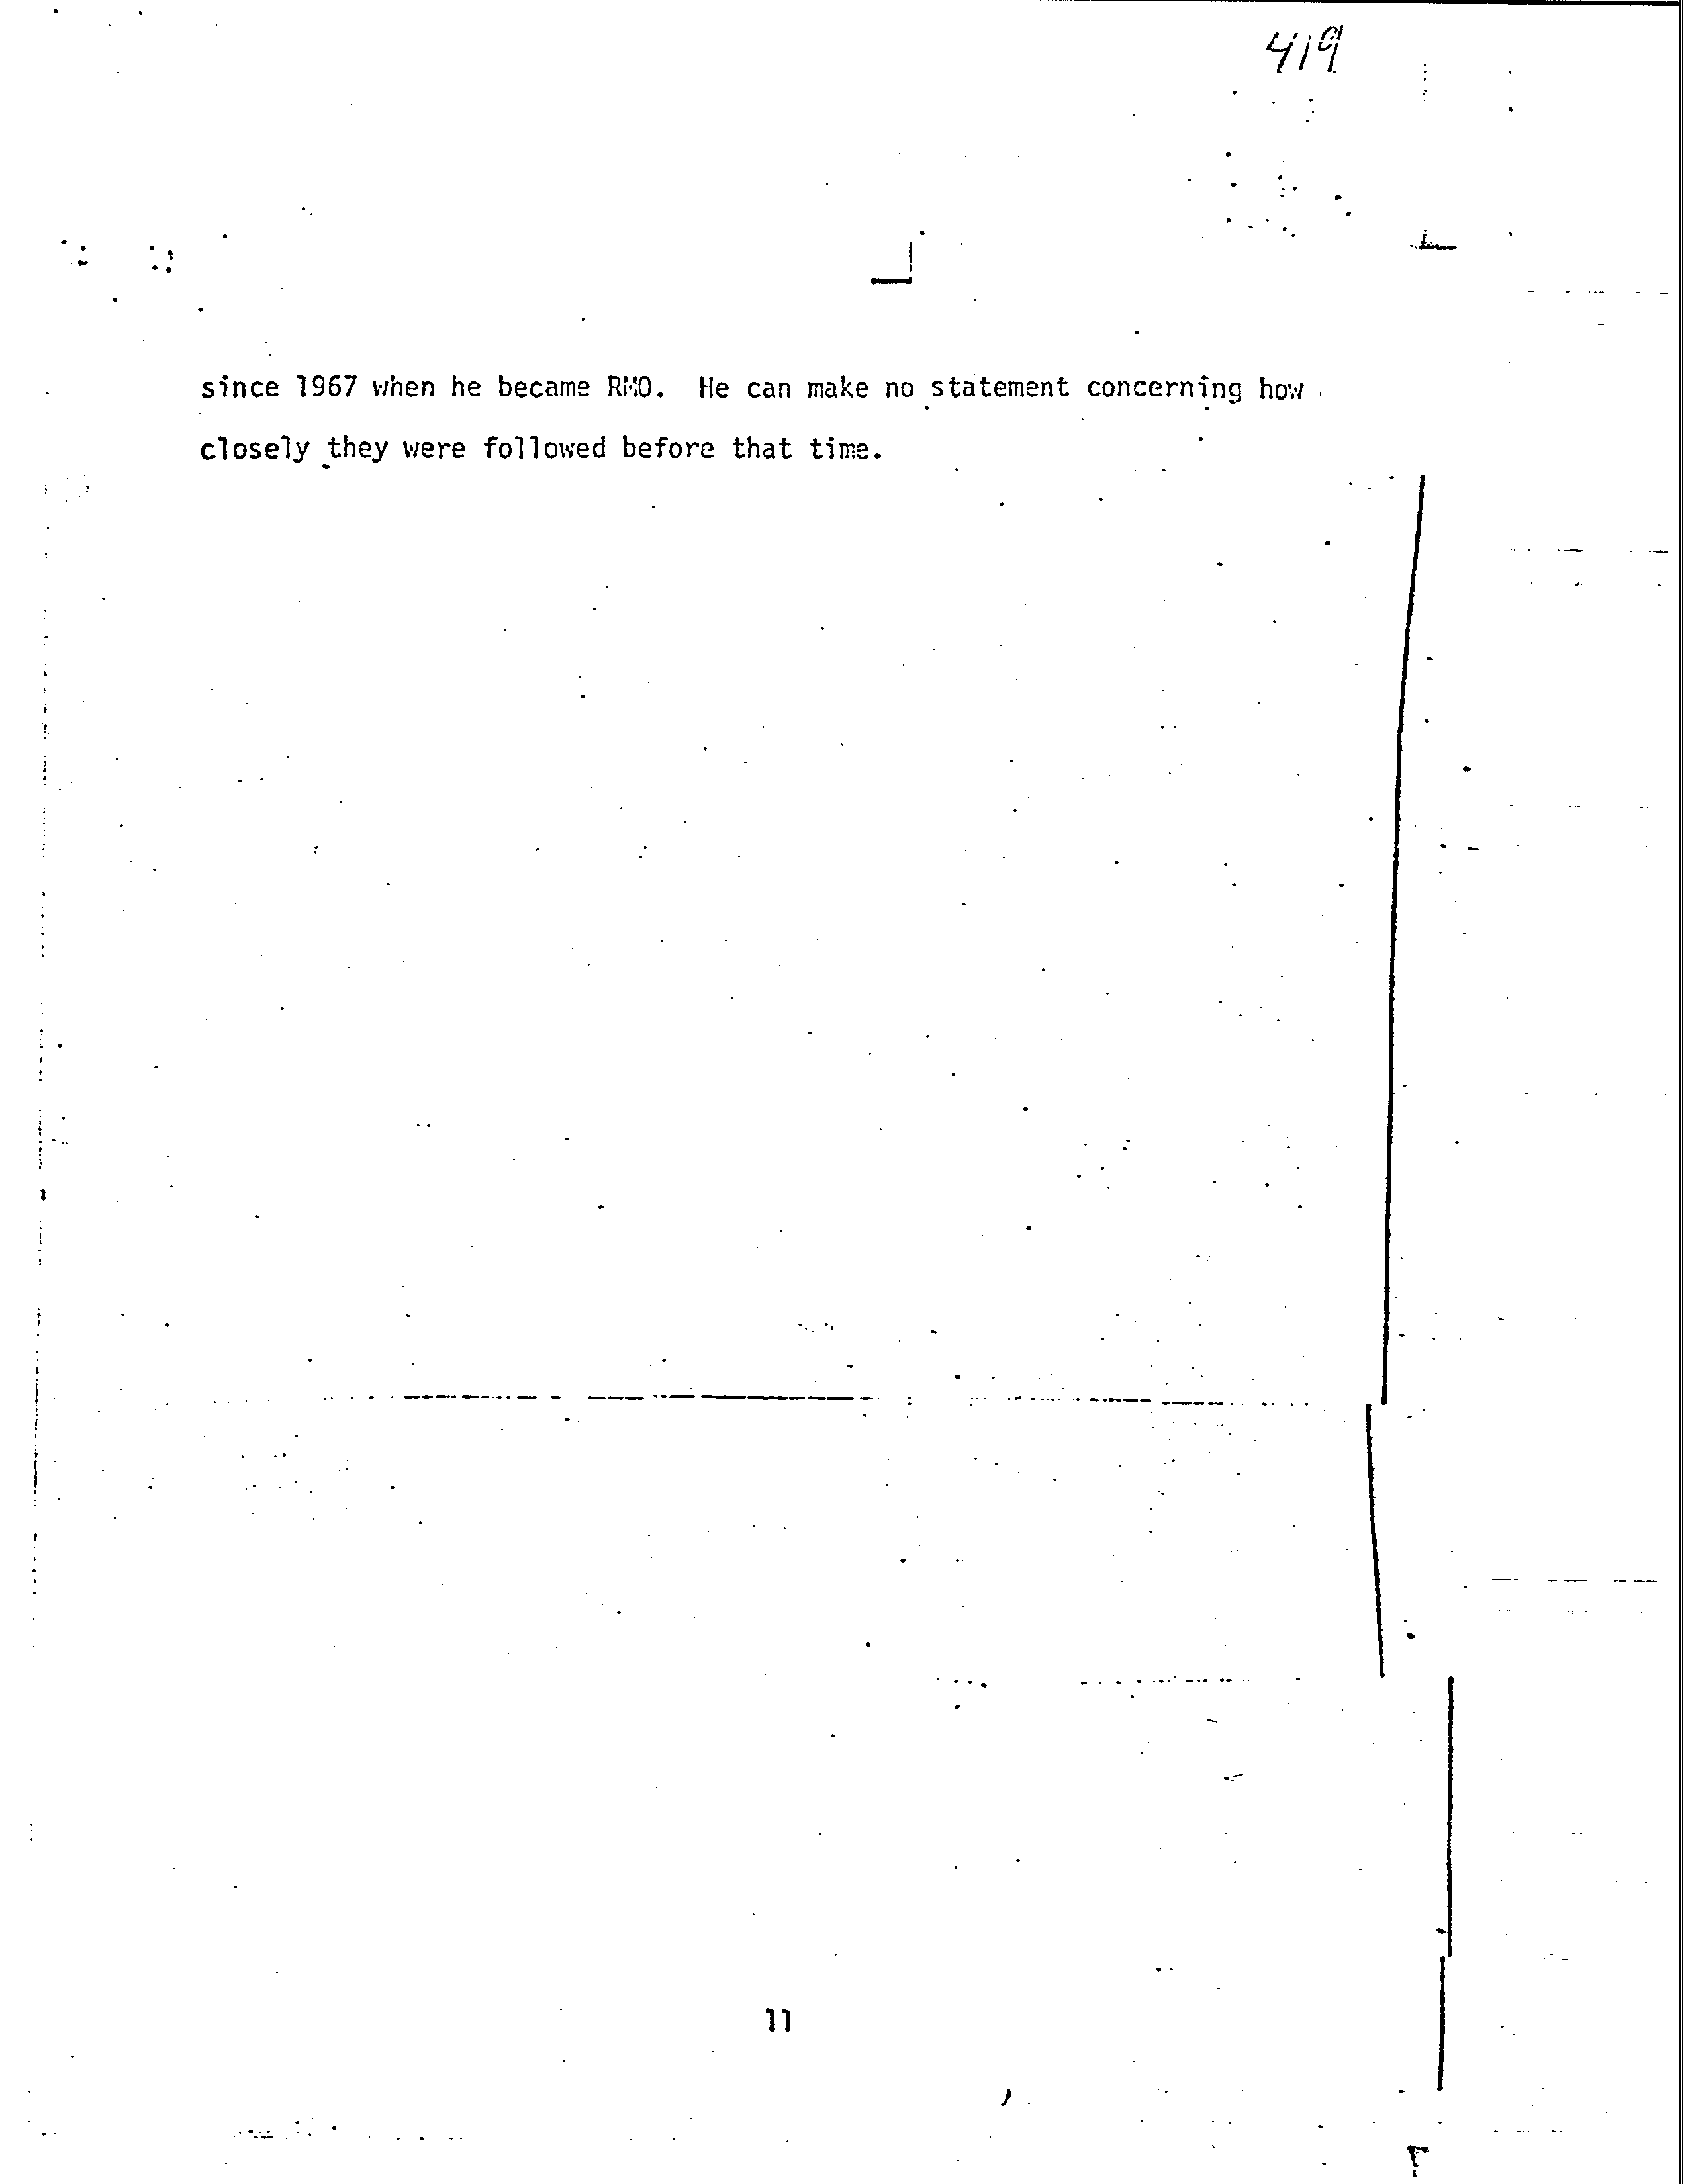 419
since 1967 when he became RMO. He can make no statement concerning how
closely they were followed before that time.
11